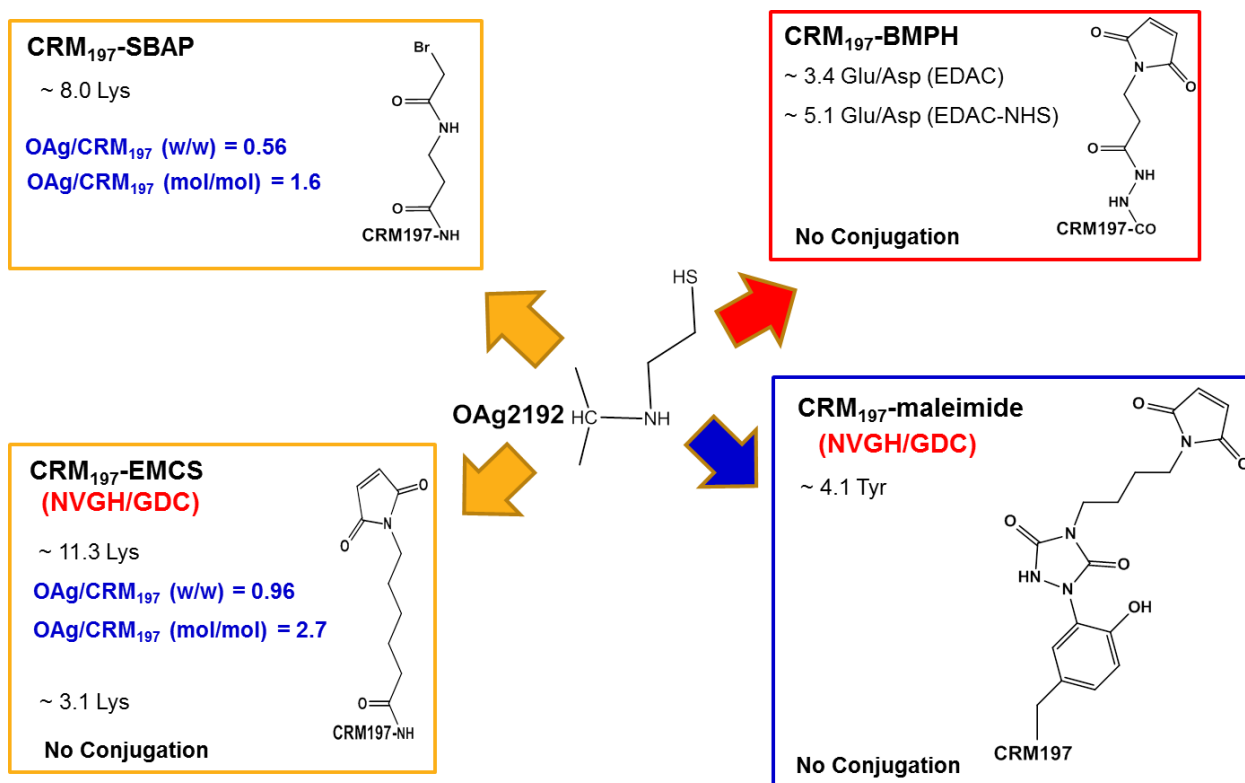 CRM₁₉₇-SBAP
~ 8.0 Lys
OAg/CRM₁₉₇ (w/w) = 0.56
OAg/CRM₁₉₇ (mol/mol) = 1.6
Br
O
NH
O
CRM197-NH
CRM₁₉₇-BMPH
~ 3.4 Glu/Asp (EDAC)
~ 5.1 Glu/Asp (EDAC-NHS)
No Conjugation
O
N
O
O
NH
HN
CRM197-CO
HS
OAg2192 HC
NH
CRM₁₉₇-EMCS
(NVGH/GDC)
~ 11.3 Lys
OAg/CRM₁₉₇ (w/w) = 0.96
OAg/CRM₁₉₇ (mol/mol) = 2.7
~ 3.1 Lys
No Conjugation
O
N
O
O
CRM197-NH
CRM₁₉₇-maleimide
(NVGH/GDC)
~ 4.1 Tyr
No Conjugation
O
N
O
O
N
O
HN
N
OH
CRM197